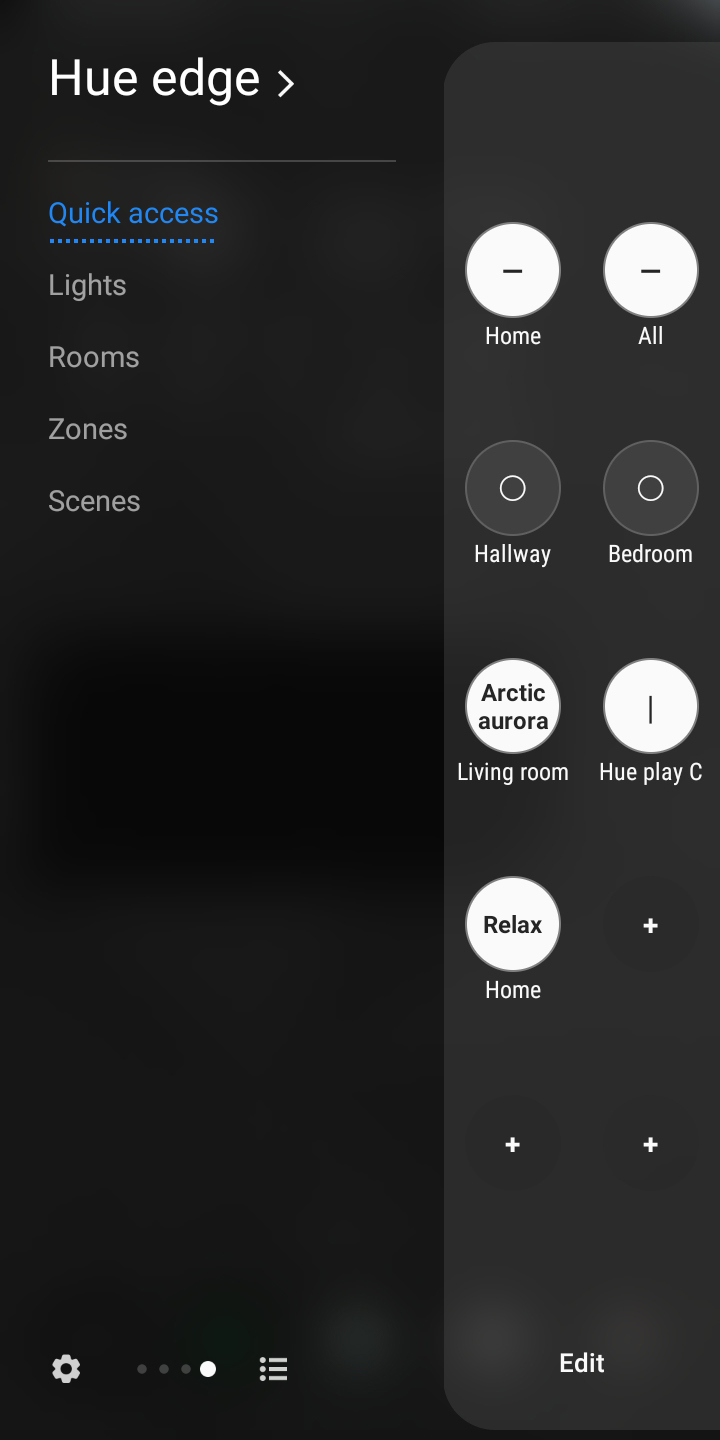 Hue edge
Quick access
Lights
Rooms
Zones
Scenes
Home
All
Hallway
Bedroom
Arctic
aurora
Living room
Hue play C
Relax
Home
+
+
+
Edit